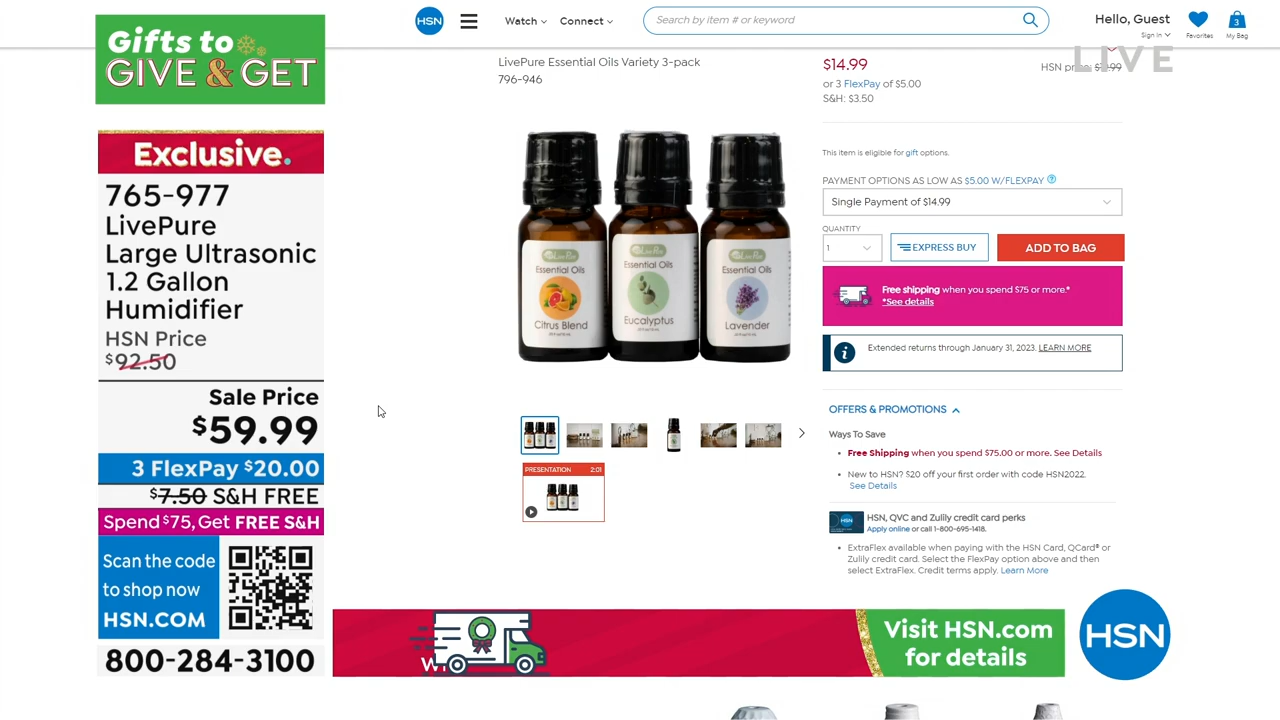 Gifts to
GIVE & GET
Exclusive.
765-977
LivePure
Large Ultrasonic
1.2 Gallon
Humidifier
HSN Price
$92.50
Sale Price
$59.99
3 FlexPay $20.00
$7.50 S&H FREE
Spend $75, Get FREE S&H
Scan the code
to shop now
HSN.COM
800-284-3100
HSN
Watch
Connect
Search by item # or keyword
Hello, Guest
Sign in
Favorites
3
My Bag
LIVE
LivePure Essential Oils Variety 3-pack
796-946
$14.99
HSN price:
or 3 FlexPay of $5.00
S&H: $3.50
This item is eligible for gift options.
PAYMENT OPTIONS AS LOW AS $5.00 W/FLEXPAY
Single Payment of $14.99
QUANTITY
1
EXPRESS BUY
ADD TO BAG
Free shipping when you spend $75 or more.*
*See details
Extended returns through January 31, 2023. LEARN MORE
OFFERS & PROMOTIONS
Ways To Save
Free Shipping when you spend $75.00 or more. See Details
New to HSN? $20 off your first order with code HSN2022.
See Details
HSN, QVC and Zulily credit card perks
Apply online or call 1-800-695-1418.
ExtraFlex available when paying with the HSN Card, QCard® or
Zulily credit card. Select the FlexPay option above and then
select ExtraFlex. Credit terms apply. Learn More
Live Pure
Essential Oils
Citrus Blend
Live Pure
Essential Oils
Eucalyptus
Live Pure
Essential Oils
Lavender
PRESENTATION 2:01
Visit HSN.com
for details
HSN